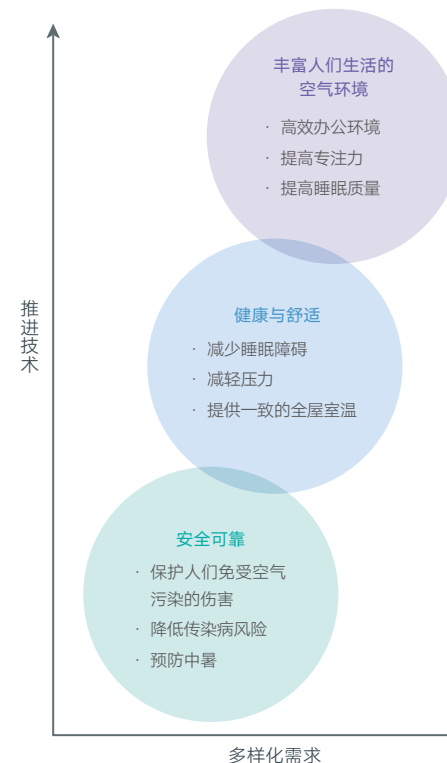 丰富人们生活的
空气环境
· 高效办公环境
· 提高专注力
· 提高睡眠质量
健康与舒适
· 减少睡眠障碍
· 减轻压力
· 提供一致的全屋室温
推进技术
安全可靠
· 保护人们免受空气
污染的伤害
· 降低传染病风险
· 预防中暑
多样化需求